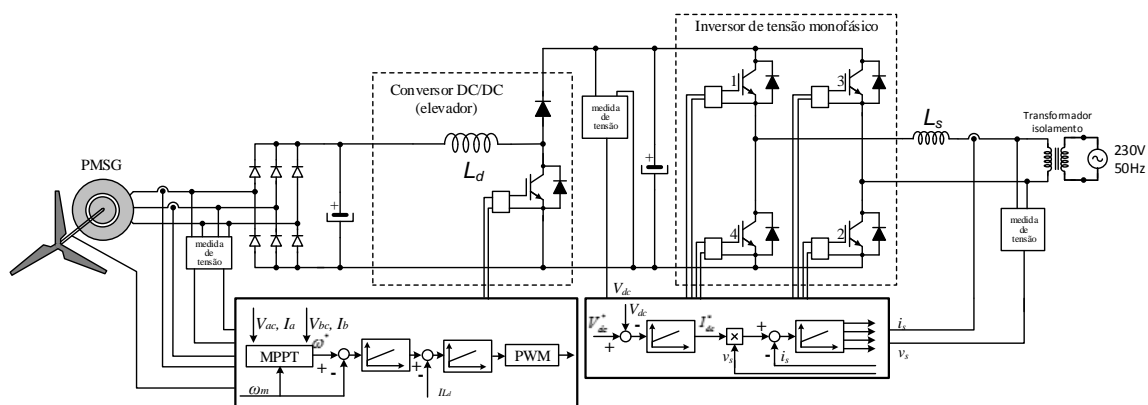 Inversor de tensão monofásico
Conversor DC/DC
(elevador)
1
3
medida
de
tensão
L_s
Transformador
isolamento
230V
50Hz
PMSG
+
L_d
+
4
2
medida
de
tensão
medida
de
tensão
V_ac, I_a
V_bc, I_b
MPPT
ω*
+
-
+
-
PWM
ω_m
I_Ld
V_dc
V*_dc
V_dc
-
+
I*_dc
×
v_s
+
-
i_s
i_s
v_s